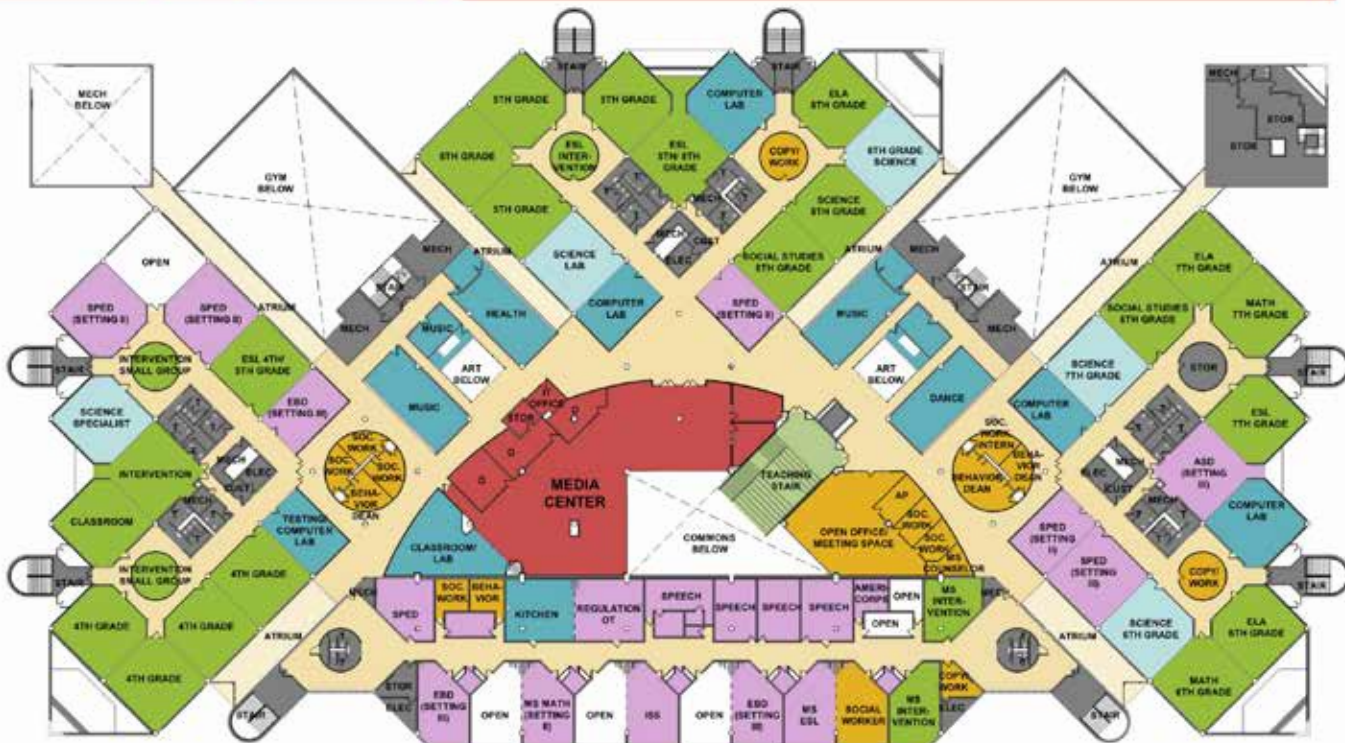 MECH
BELOW
STAIR
STAIR
5TH GRADE
5TH GRADE
COMPUTER
LAB
ELA
8TH GRADE
MECH
STOR
STOR
ESL
INTER-
VENTION
ESL
5TH/ 6TH
GRADE
COPY/
WORK
8TH GRADE
SCIENCE
GYM
BELOW
GYM
BELOW
5TH GRADE
SCIENCE
8TH GRADE
MECH
MECH
CUST
ELEC
MECH
ATRIUM
SCIENCE
LAB
SOCIAL STUDIES
8TH GRADE
ATRIUM
MECH
OPEN
SPED
(SETTING II)
SPED
(SETTING II)
ATRIUM
STAIR
MECH
MUSIC
HEALTH
COMPUTER
LAB
SPED
(SETTING II)
MUSIC
STAIR
MECH
ATRIUM
ELA
7TH GRADE
SOCIAL STUDIES
6TH GRADE
MATH
7TH GRADE
STAIR
INTERVENTION
SMALL GROUP
ESL 4TH/
5TH GRADE
EBD
(SETTING III)
MUSIC
ART
BELOW
ART
BELOW
DANCE
SCIENCE
7TH GRADE
COMPUTER
LAB
STOR
STAIR
SCIENCE
SPECIALIST
STOR
OFFICE
ESL
7TH GRADE
INTERVENTION
MECH
ELEC
CUST
SOC.
WORK
SOC.
WORK
SOC.
WORK
BEHA-
VIOR
DEAN
MEDIA
CENTER
TEACHING
STAIR
SOC.
WORK
INTERN
BEHA-
VIOR
DEAN
BEHAVIOR
DEAN
ELEC
MECH
CUST
ASD
(SETTING
III)
CLASSROOM
MECH
TESTING/
COMPUTER
LAB
CLASSROOM/
LAB
COMMONS
BELOW
OPEN OFFICE/
MEETING SPACE
AP
SOC.
WORK
SOC.
WORK
MS
COUNSELOR
SPED
(SETTING
II)
MECH
COMPUTER
LAB
STAIR
INTERVENTION
SMALL GROUP
4TH GRADE
MECH
SPED
SOC.
WORK
BEHA-
VIOR
KITCHEN
REGULATION/
OT
SPEECH
SPEECH
SPEECH
SPEECH
AMERI
CORPS
OPEN
OPEN
MS
INTER-
VENTION
SPED
(SETTING
COPY/
WORK
STAIR
4TH GRADE
4TH GRADE
4TH GRADE
ATRIUM
ATRIUM
SCIENCE
6TH GRADE
ELA
6TH GRADE
MATH
6TH GRADE
STAIR
STOR
ELEC
EBD
(SETTING
III)
OPEN
MS MATH
(SETTING
II)
OPEN
ISS
OPEN
EBD
(SETTING
III)
MS
ESL
SOCIAL
WORKER
MS
INTER-
VENTION
COPY/
WORK
ELEC
STAIR